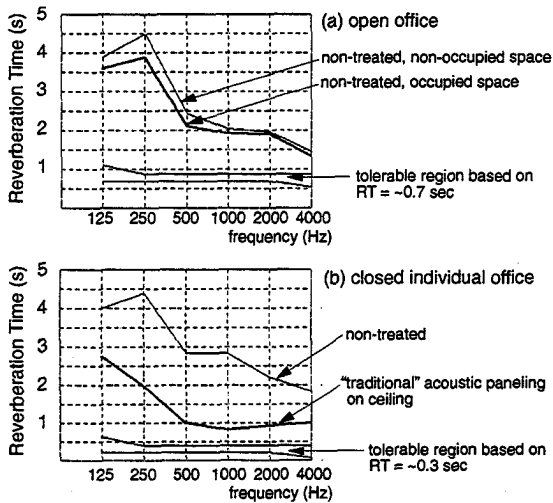 (a) open office
Reverberation Time (s)
5
4
3
2
1
non-treated, non-occupied space
non-treated, occupied space
tolerable region based on
RT = ~0.7 sec
125 250 500 1000 2000 4000
frequency (Hz)
(b) closed individual office
Reverberation Time (s)
5
4
3
2
1
non-treated
"traditional" acoustic paneling
on ceiling
tolerable region based on
RT = ~0.3 sec
125 250 500 1000 2000 4000
frequency (Hz)